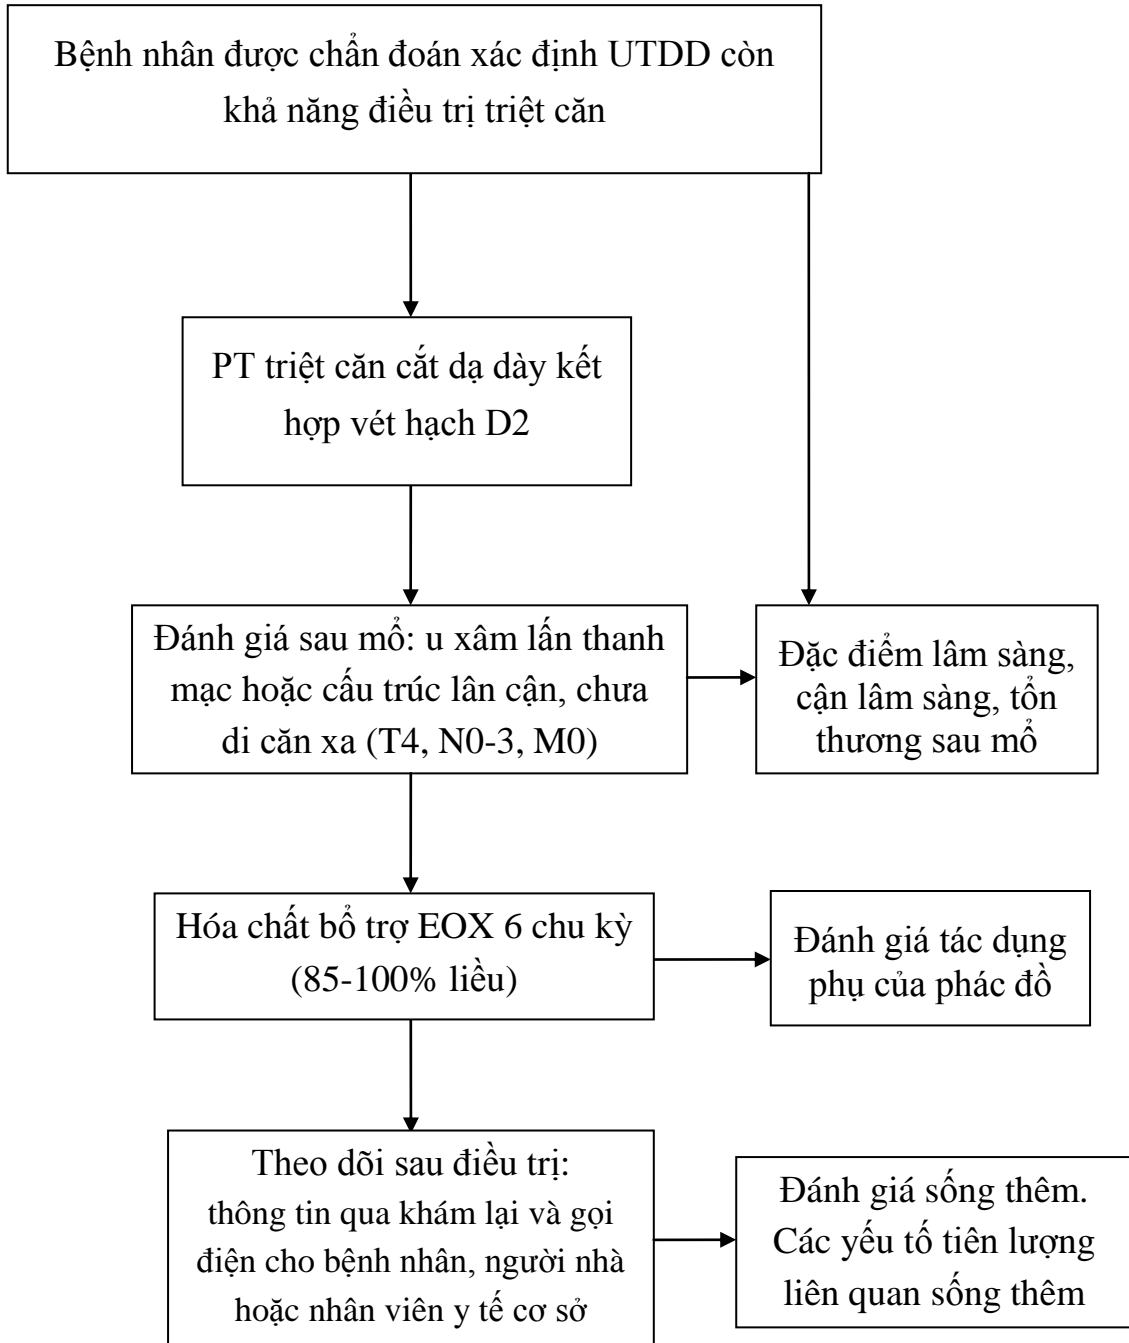 Bệnh nhân được chẩn đoán xác định UTDD còn
khả năng điều trị triệt căn
PT triệt căn cắt dạ dày kết
hợp vét hạch D2
Đánh giá sau mổ: u xâm lấn thanh
mạc hoặc cấu trúc lân cận, chưa
di căn xa (T4, N0-3, M0)
Đặc điểm lâm sàng,
cận lâm sàng, tổn
thương sau mổ
Hóa chất bổ trợ EOX 6 chu kỳ
(85-100% liều)
Đánh giá tác dụng
phụ của phác đồ
Theo dõi sau điều trị:
thông tin qua khám lại và gọi
điện cho bệnh nhân, người nhà
hoặc nhân viên y tế cơ sở
Đánh giá sống thêm.
Các yếu tố tiên lượng
liên quan sống thêm